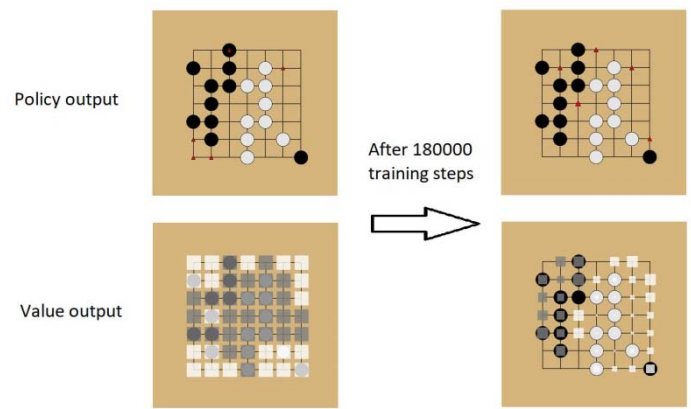 Policy output
After 180000
training steps
Value output